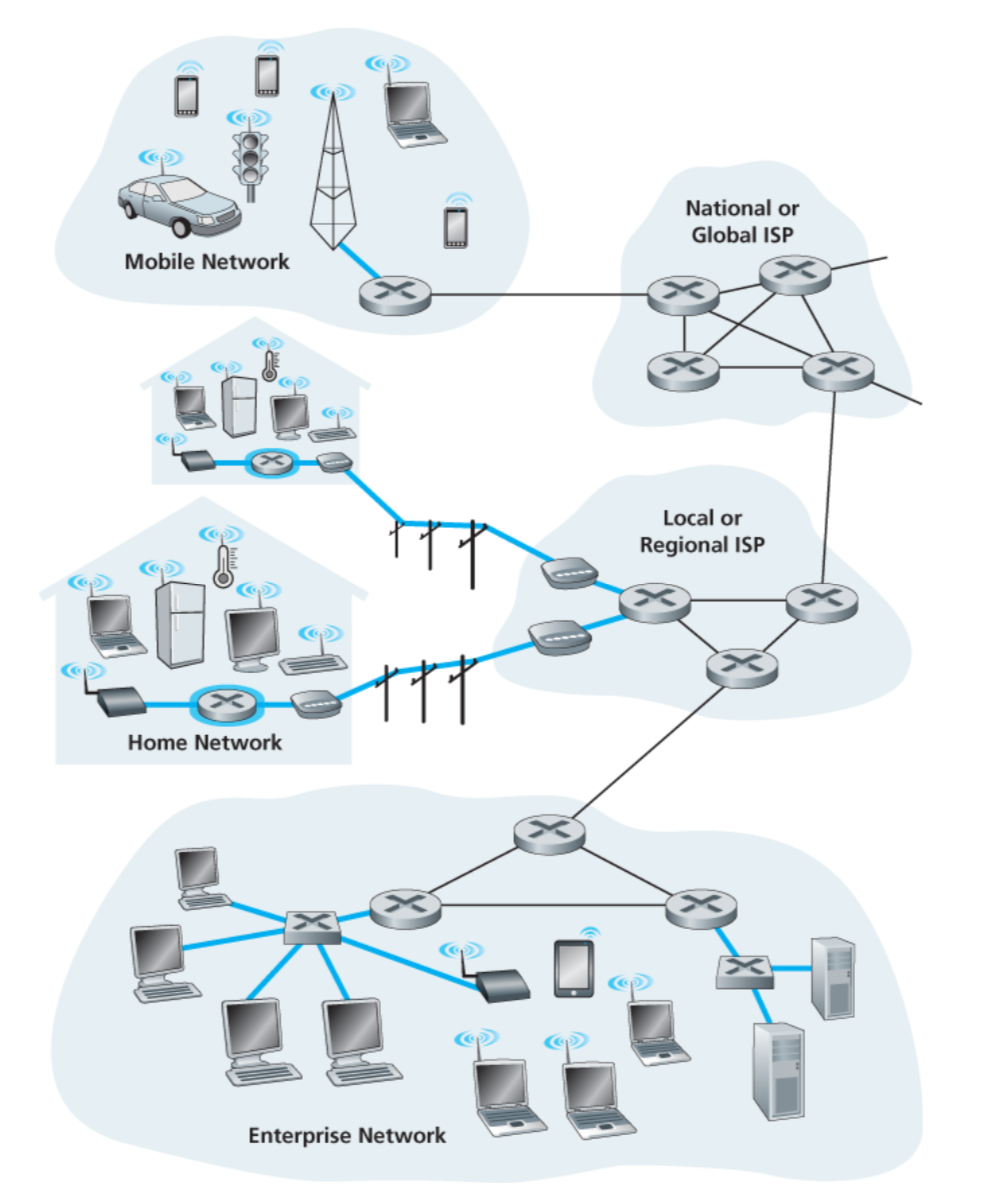 Mobile Network
National or
Global ISP
Local or
Regional ISP
Home Network
Enterprise Network